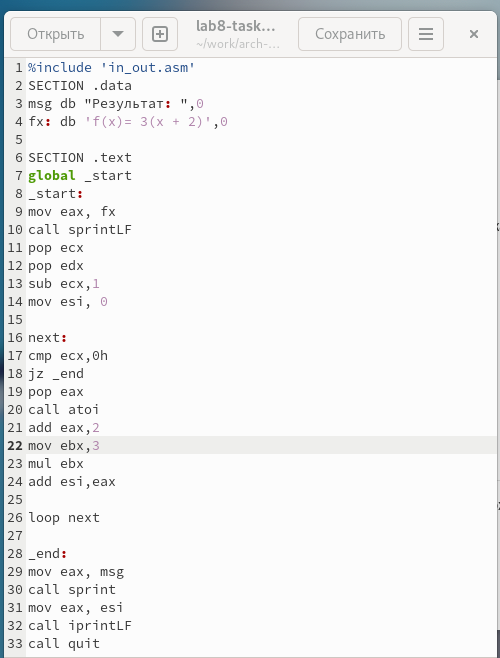 Открыть
lab8-task...
~/work/arch-...
Сохранить
1 %include 'in_out.asm'
2 SECTION .data
3 msg db "Результат: ",0
4 fx: db 'f(x)= 3(x + 2)',0
5
6 SECTION .text
7 global _start
8 _start:
9 mov eax, fx
10 call sprintLF
11 pop ecx
12 pop edx
13 sub ecx,1
14 mov esi, 0
15
16 next:
17 cmp ecx,0h
18 jz _end
19 pop eax
20 call atoi
21 add eax,2
22 mov ebx,3
23 mul ebx
24 add esi,eax
25
26 loop next
27
28 _end:
29 mov eax, msg
30 call sprint
31 mov eax, esi
32 call iprintLF
33 call quit